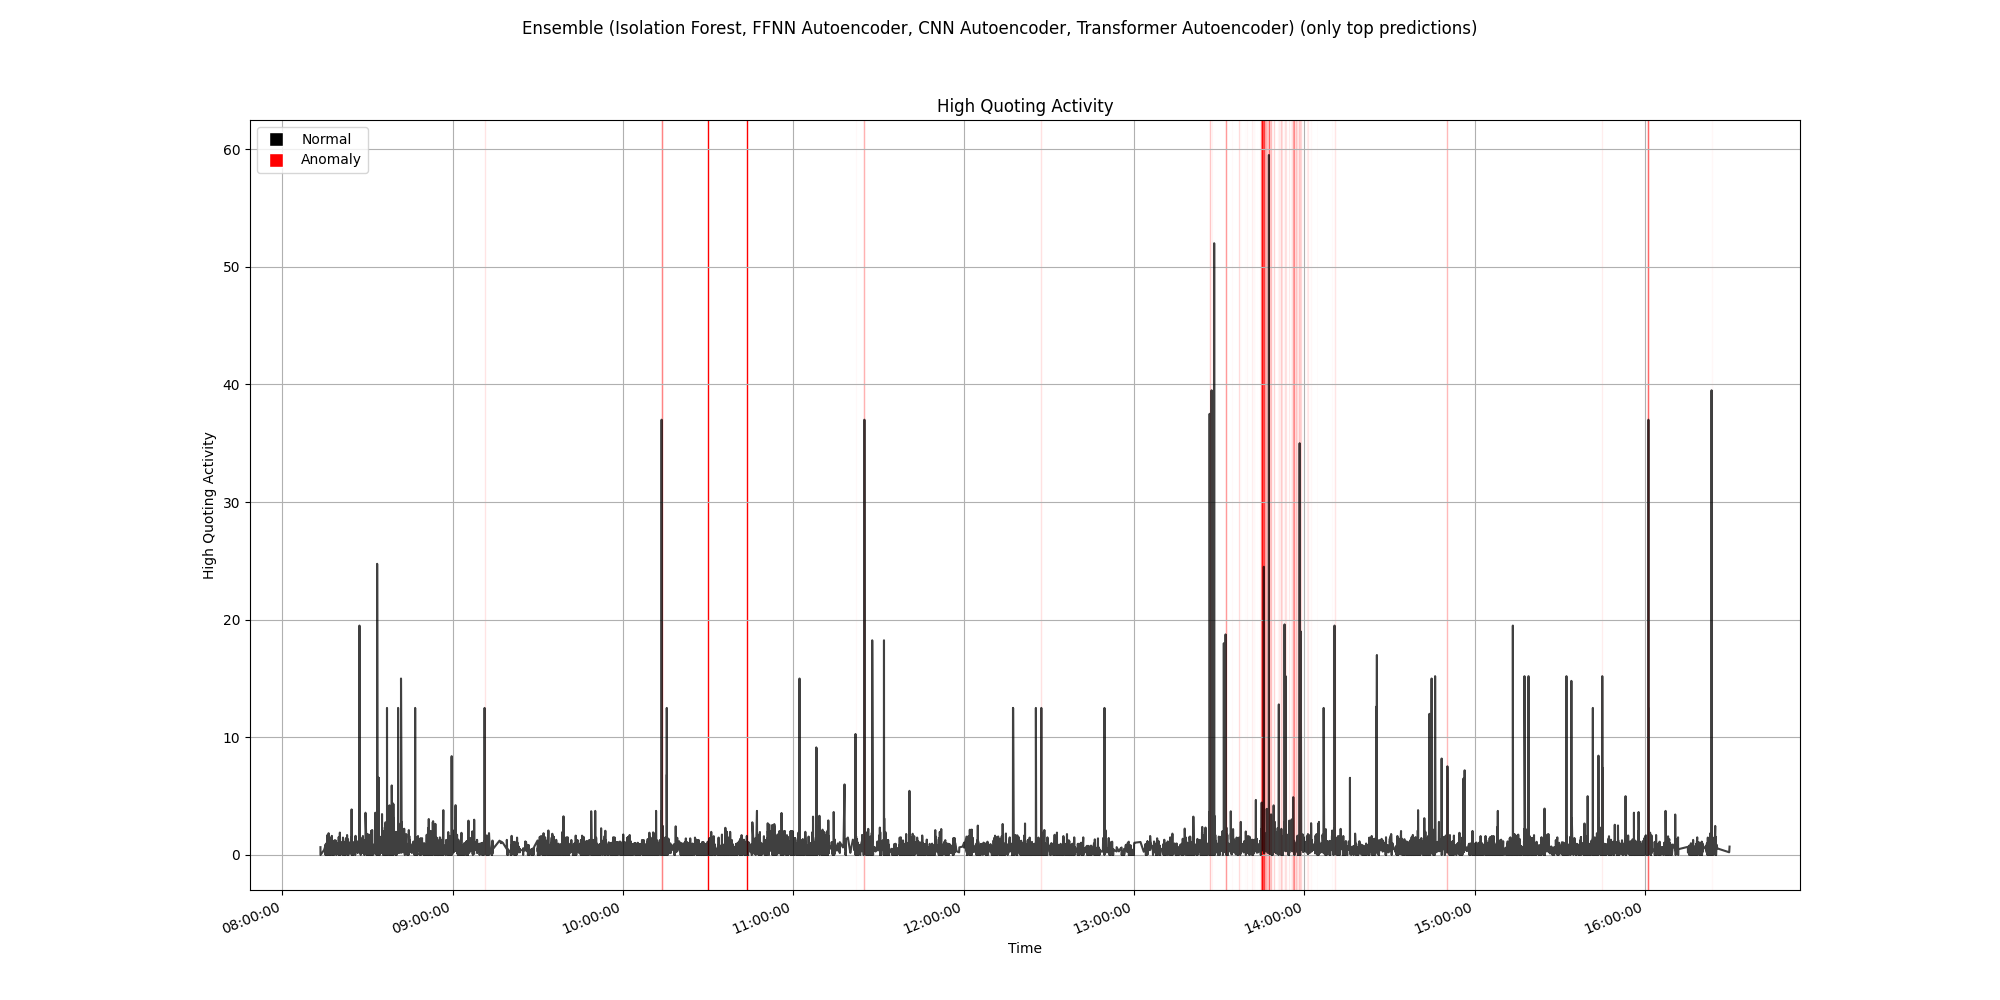 Ensemble (Isolation Forest, FFNN Autoencoder, CNN Autoencoder, Transformer Autoencoder) (only top predictions)
High Quoting Activity
Normal
Anomaly
60
50
40
30
20
10
0
High Quoting Activity
08:00:00
09:00:00
10:00:00
11:00:00
12:00:00
13:00:00
14:00:00
15:00:00
16:00:00
Time